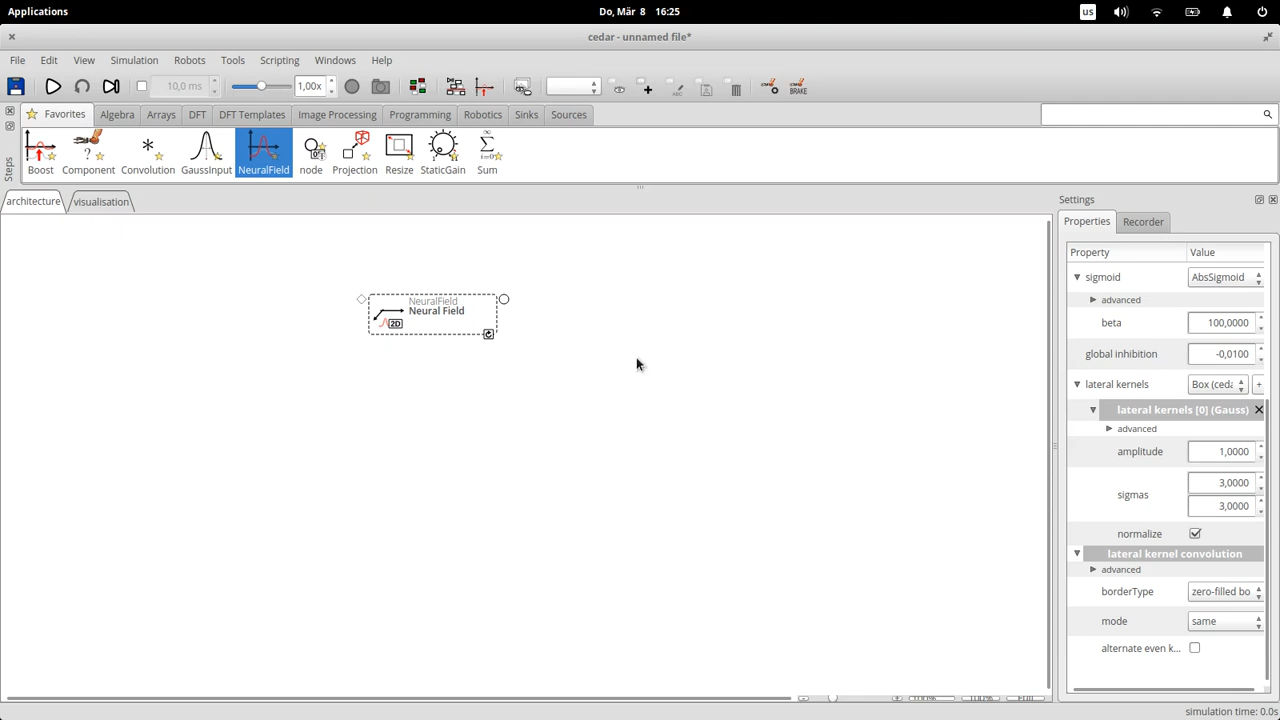 Applications
Do, Mär 8 16:25
us
cedar - unnamed file*
File Edit View Simulation Robots Tools Scripting Windows Help
10,0 ms
1,00x
Favorites Algebra Arrays DFT DFT Templates Image Processing Programming Robotics Sinks Sources
Steps
Boost Component Convolution GaussInput NeuralField node Projection Resize StaticGain Sum
architecture visualisation
Settings
Properties Recorder
Property Value
sigmoid AbsSigmoid
advanced
beta 100,0000
global inhibition -0,0100
lateral kernels Box (ceda +
lateral kernels [0] (Gauss)
advanced
amplitude 1,0000
sigmas 3,0000
3,0000
normalize
lateral kernel convolution
advanced
borderType zero-filled bo
mode same
alternate even k...
NeuralField
Neural Field
2D
simulation time: 0.0s